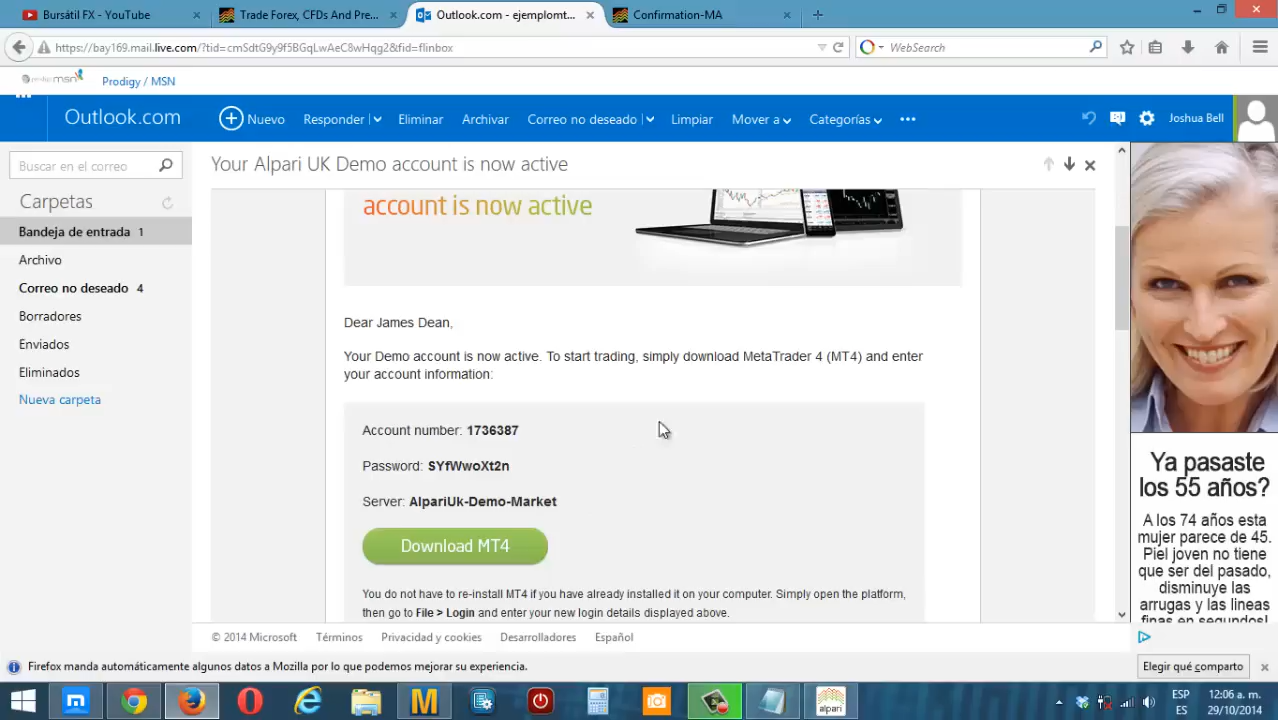 Bursátil FX - YouTube
Trade Forex, CFDs And Pre...
Outlook.com - ejemplomt...
Confirmation-MA
https://bay169.mail.live.com/?tid=cmSdtG9y9f5BGqLwAeC8wHqg2&fid=flinbox
WebSearch
msn
Prodigy / MSN
Outlook.com
Nuevo
Responder
Eliminar
Archivar
Correo no deseado
Limpiar
Mover a
Categorías
Joshua Bell
Buscar en el correo
Your Alpari UK Demo account is now active
Carpetas
Bandeja de entrada 1
Archivo
Correo no deseado 4
Borradores
Enviados
Eliminados
Nueva carpeta
account is now active
Dear James Dean,
Your Demo account is now active. To start trading, simply download MetaTrader 4 (MT4) and enter
your account information:
Account number: 1736387
Password: SYfWwoXt2n
Server: AlpariUk-Demo-Market
Download MT4
You do not have to re-install MT4 if you have already installed it on your computer. Simply open the platform,
then go to File > Login and enter your new login details displayed above.
Ya pasaste
los 55 años?
A los 74 años esta
mujer parece de 45.
Piel joven no tiene
que ser del pasado,
disminuye las
arrugas y las lineas
finas en segundos!
© 2014 Microsoft
Términos
Privacidad y cookies
Desarrolladores
Español
Firefox manda automáticamente algunos datos a Mozilla por lo que podemos mejorar su experiencia.
Elegir qué comparto
alpari
ESP
ES
12:06 a.m.
29/10/2014